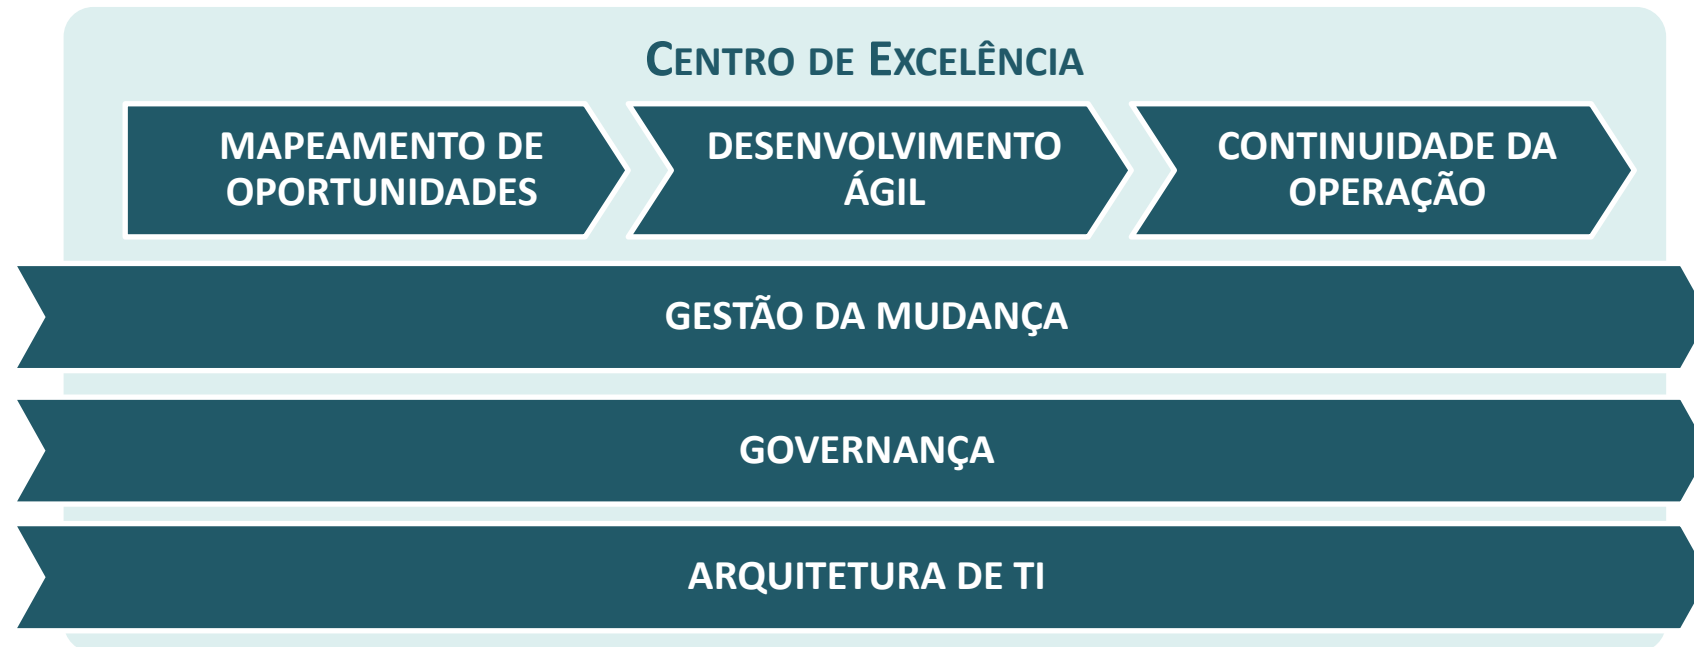 CENTRO DE EXCELÊNCIA
MAPEAMENTO DE
OPORTUNIDADES
DESENVOLVIMENTO
ÁGIL
CONTINUIDADE DA
OPERAÇÃO
GESTÃO DA MUDANÇA
GOVERNANÇA
ARQUITETURA DE TI